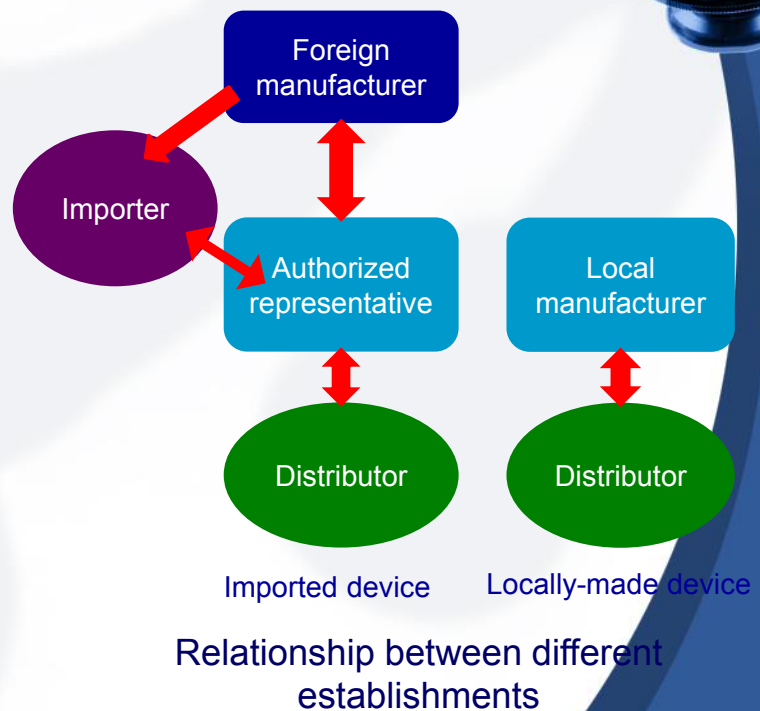 Foreign
manufacturer
Importer
Authorized
representative
Local
manufacturer
Distributor
Distributor
Imported device
Locally-made device
Relationship between different
establishments